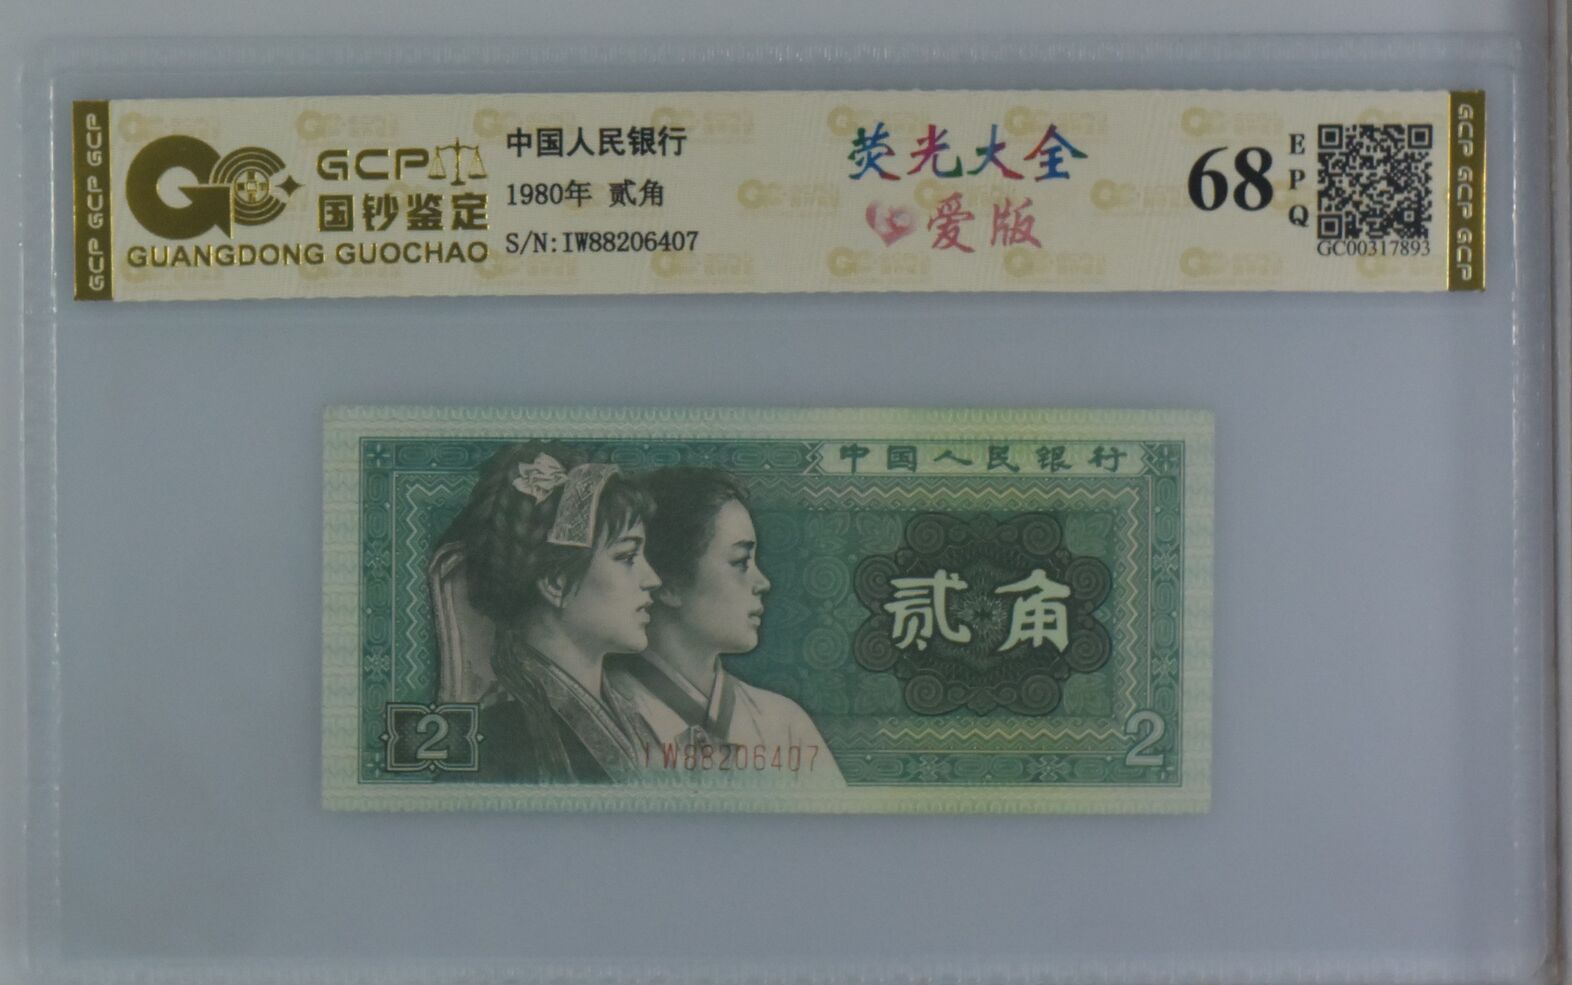 GCP
国钞鉴定
GUANGDONG GUOCHAO
中国人民银行
1980年 贰角
S/N:IW88206407
荧光大全
爱版
68
EPQ
GC00317893
GCP GCP GCP
GCP GCP GCP
中国人民银行
贰角
2
2
IW88206407